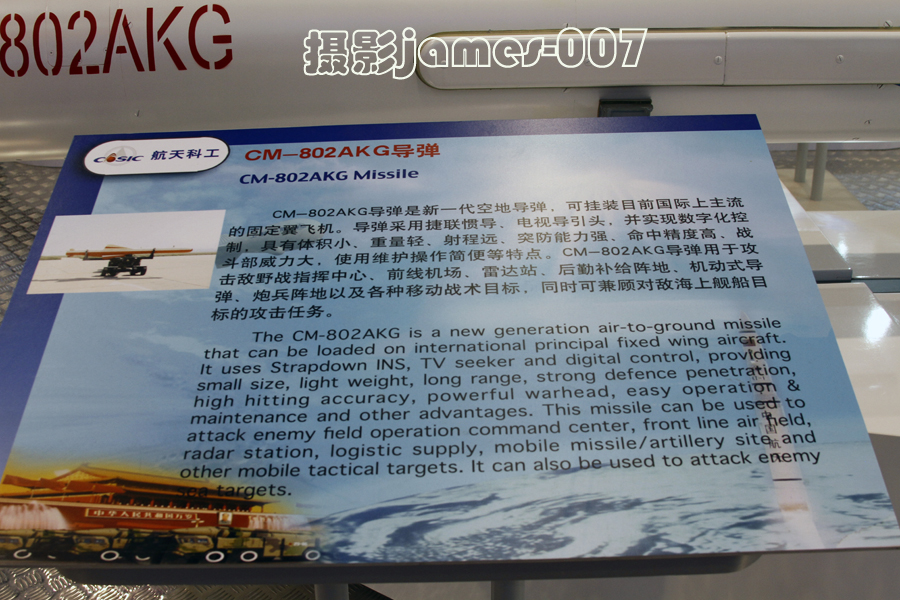 802AKG
摄影james-007
CASIC 航天科工
CM—802AKG导弹
CM-802AKG Missile
CM—802AKG导弹是新一代空地导弹，可挂装目前国际上主流
的固定翼飞机。导弹采用捷联惯导、电视导引头，并实现数字化控
制，具有体积小、重量轻、射程远、突防能力强、命中精度高、战
斗部威力大，使用维护操作简便等特点。CM—802AKG导弹用于攻
击敌野战指挥中心、前线机场、雷达站、后勤补给阵地、机动式导
弹、炮兵阵地以及各种移动战术目标，同时可兼顾对敌海上舰船目
标的攻击任务。
The CM-802AKG is a new generation air-to-ground missile
that can be loaded on international principal fixed wing aircraft.
It uses Strapdown INS, TV seeker and digital control, providing
small size, light weight, long range, strong defence penetration,
high hitting accuracy, powerful warhead, easy operation &
maintenance and other advantages. This missile can be used to
attack enemy field operation command center, front line air field,
radar station, logistic supply, mobile missile/artillery site and
other mobile tactical targets. It can also be used to attack enemy
sea targets.
中国航
中华人民共和国万岁